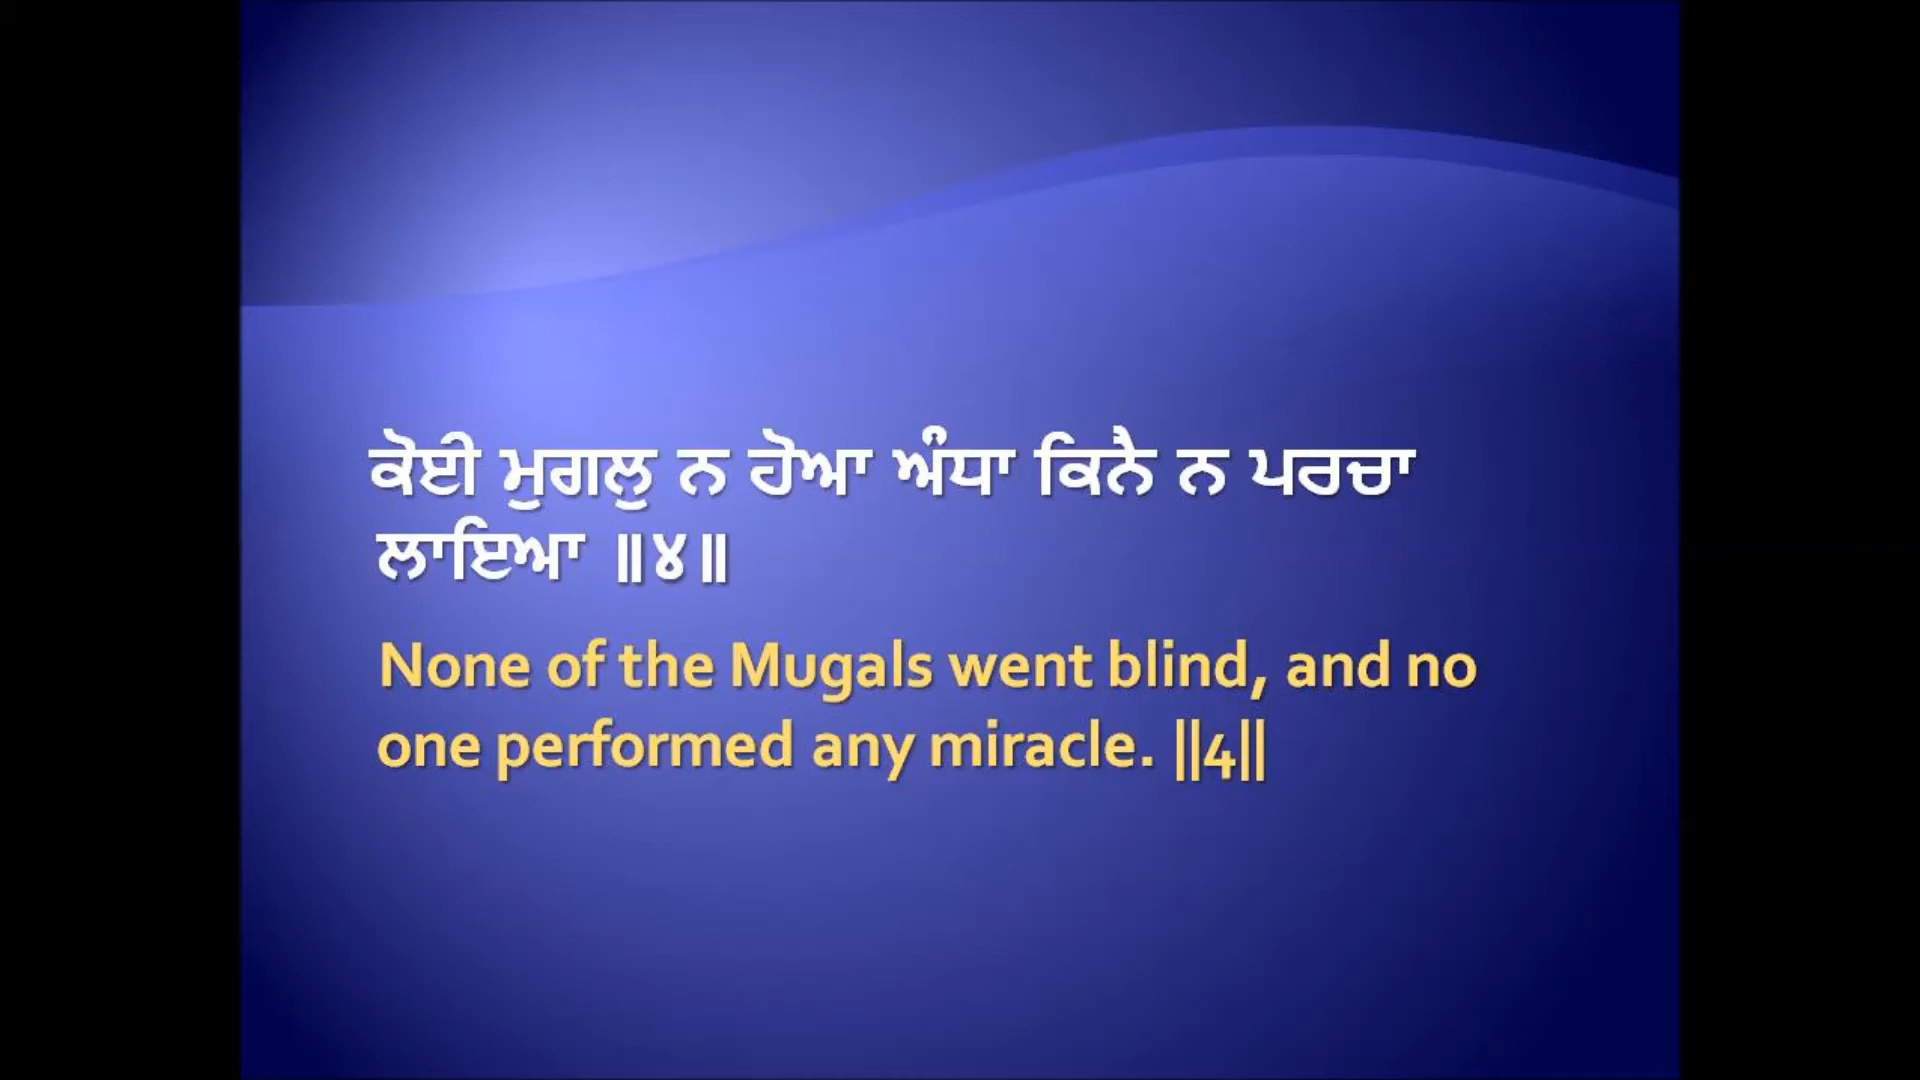 ਕੋਈ ਮੁਗਲੁ ਨ ਹੋਆ ਅੰਧਾ ਕਿਨੈ ਨ ਪਰਚਾ
ਲਾਇਆ ॥੪॥
None of the Mugals went blind, and no
one performed any miracle. ||4||